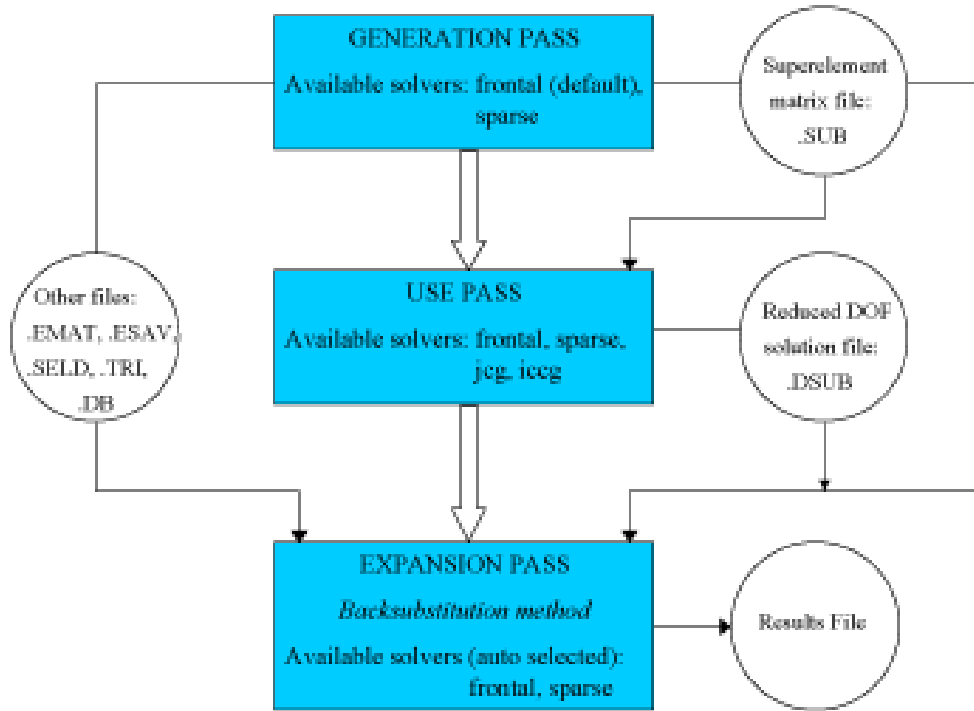 GENERATION PASS
Available solvers: frontal (default),
sparse
Superelement
matrix file:
.SUB
Other files:
.EMAT, .ESAV,
.SELD, .TRI,
.DB
USE PASS
Available solvers: frontal, sparse,
jcg, iccg
Reduced DOF
solution file:
.DSUB
EXPANSION PASS
Backsubstitution method
Available solvers (auto selected):
frontal, sparse
Results File